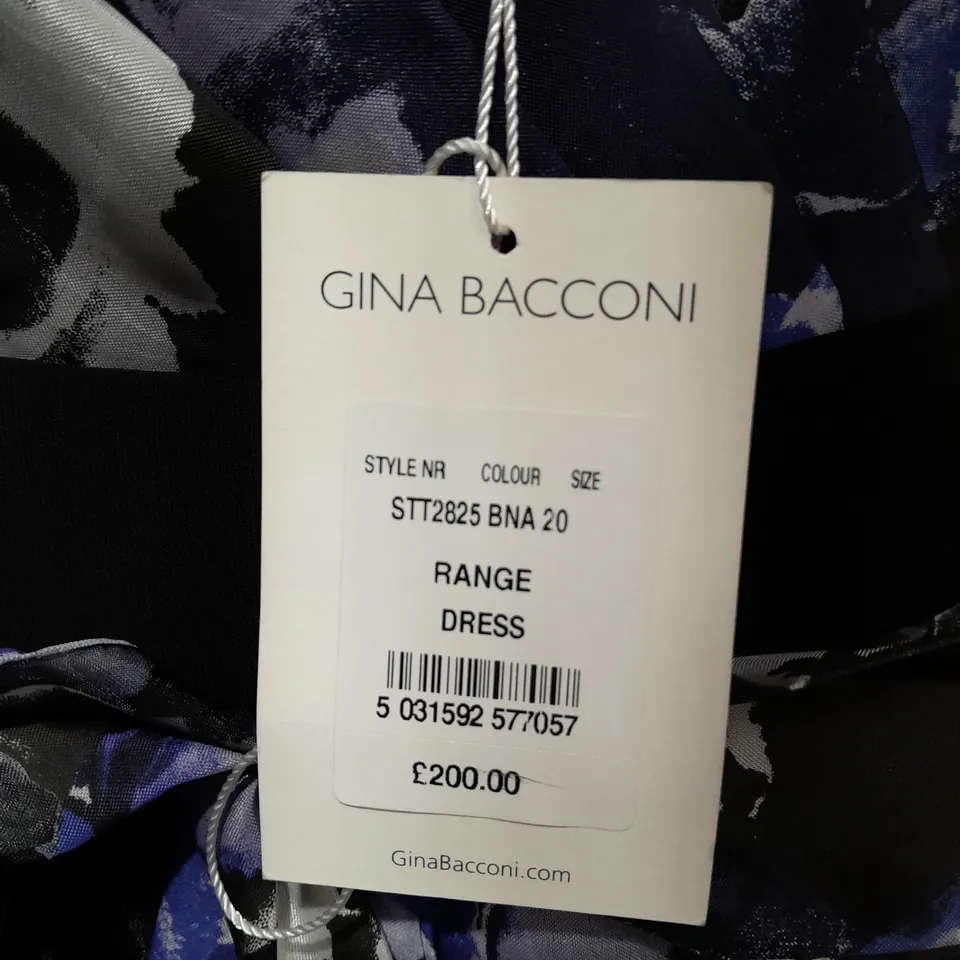 GINA BACCONI
STYLE NR COLOUR SIZE
STT2825 BNA 20
RANGE
DRESS
5 031592 577057
£200.00
GinaBacconi.com